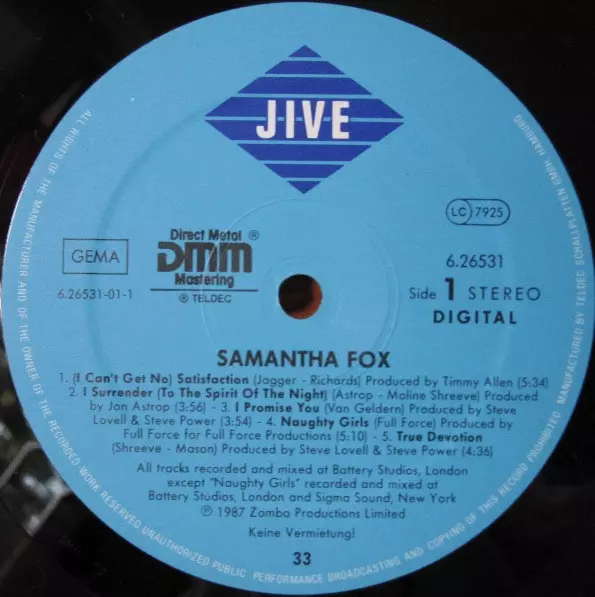 JIVE
LC 7925
GEMA
6.26531-01-1
Direct Metal ®
DMM
Mastering
℗ TELDEC
6.26531
Side 1 STEREO
DIGITAL
SAMANTHA FOX
1. (I Can't Get No) Satisfaction (Jagger - Richards) Produced by Timmy Allen (5:34)
2. I Surrender (To The Spirit Of The Night) (Astrop - Moline Shreeve) Produced
by Jon Astrop (3:56) - 3. I Promise You (Van Geldern) Produced by Steve
Lovell & Steve Power (3:54) - 4. Naughty Girls (Full Force) Produced by
Full Force for Full Force Productions (5:10) - 5. True Devotion
(Shreeve - Mason) Produced by Steve Lovell & Steve Power (4:36)
All tracks recorded and mixed at Battery Studios, London
except "Naughty Girls" recorded and mixed at
Battery Studios, London and Sigma Sound, New York
℗ 1987 Zomba Productions Limited
Keine Vermietung!
33
ALL RIGHTS OF THE MANUFACTURER AND OF THE OWNER OF THE RECORDED WORK RESERVED UNAUTHORIZED PUBLIC PERFORMANCE BROADCASTING AND COPYING OF THIS RECORD PROHIBITED MANUFACTURED BY TELDEC SCHALLPLATTEN GMBH HAMBURG